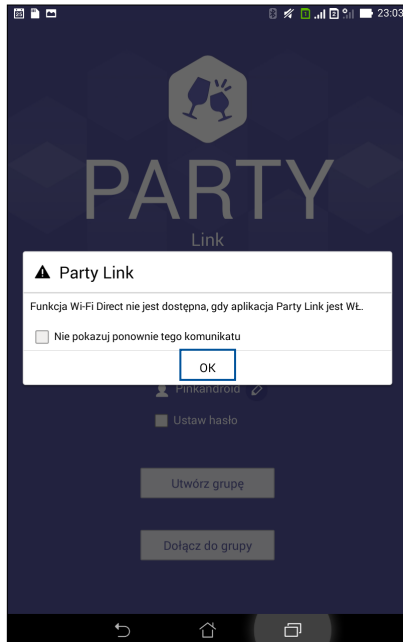 23:03
PARTY
Link
Party Link
Funkcja Wi-Fi Direct nie jest dostępna, gdy aplikacja Party Link jest WŁ.
Nie pokazuj ponownie tego komunikatu
OK
Pinkandroid
Ustaw hasło
Utwórz grupę
Dołącz do grupy